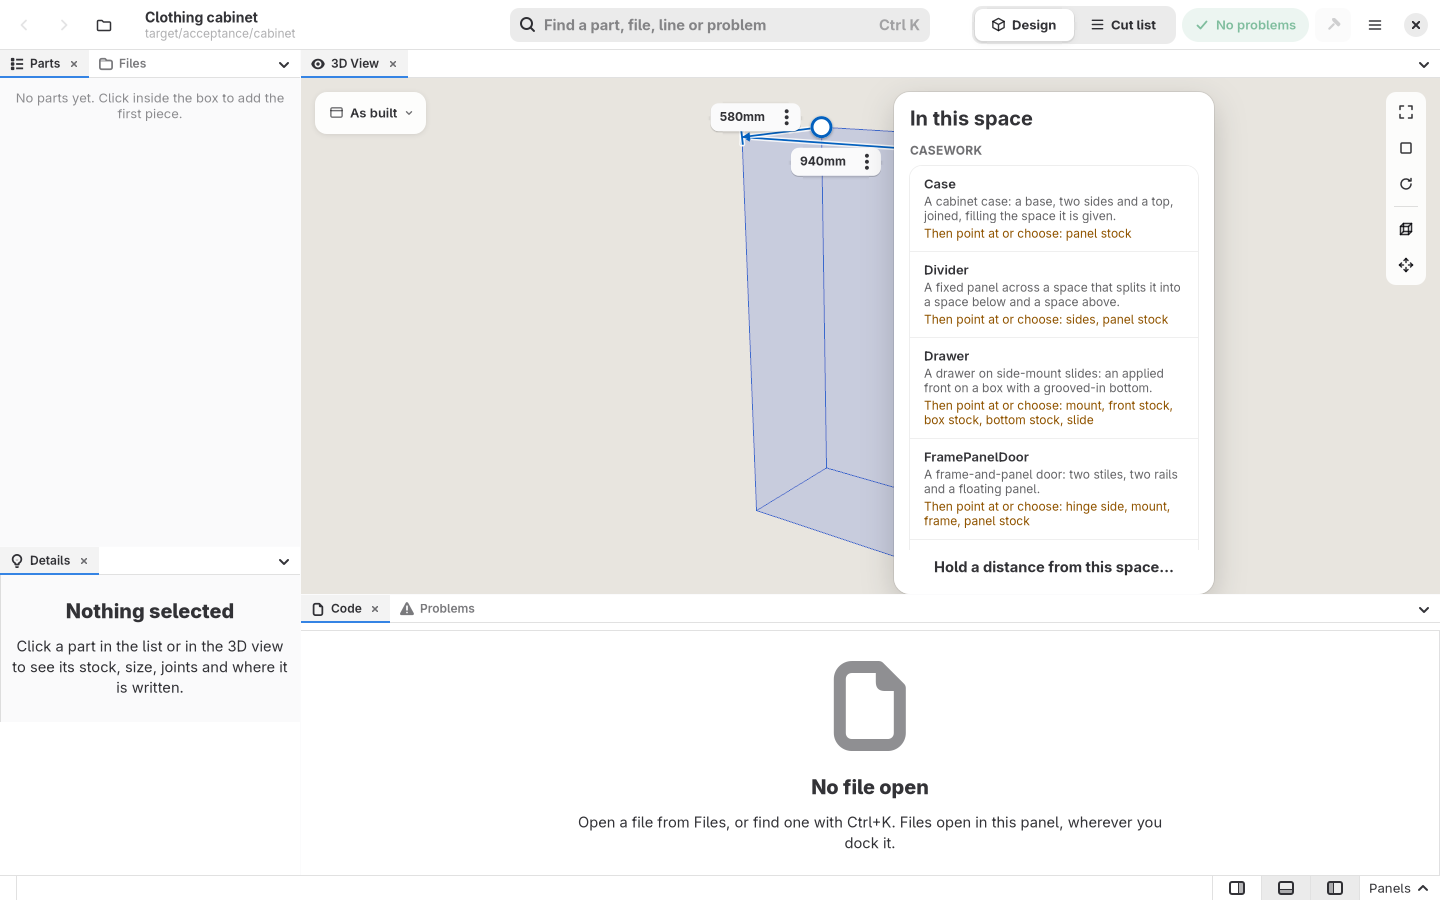 Clothing cabinet
target/acceptance/cabinet
Find a part, file, line or problem
Ctrl K
Design
Cut list
No problems
Parts
Files
3D View
No parts yet. Click inside the box to add the
first piece.
As built
580mm
940mm
In this space
CASEWORK
Case
A cabinet case: a base, two sides and a top,
joined, filling the space it is given.
Then point at or choose: panel stock
Divider
A fixed panel across a space that splits it into
a space below and a space above.
Then point at or choose: sides, panel stock
Drawer
A drawer on side-mount slides: an applied
front on a box with a grooved-in bottom.
Then point at or choose: mount, front stock,
box stock, bottom stock, slide
FramePanelDoor
A frame-and-panel door: two stiles, two rails
and a floating panel.
Then point at or choose: hinge side, mount,
frame, panel stock
Hold a distance from this space...
Details
Nothing selected
Click a part in the list or in the 3D view
to see its stock, size, joints and where it
is written.
Code
Problems
No file open
Open a file from Files, or find one with Ctrl+K. Files open in this panel, wherever you
dock it.
Panels